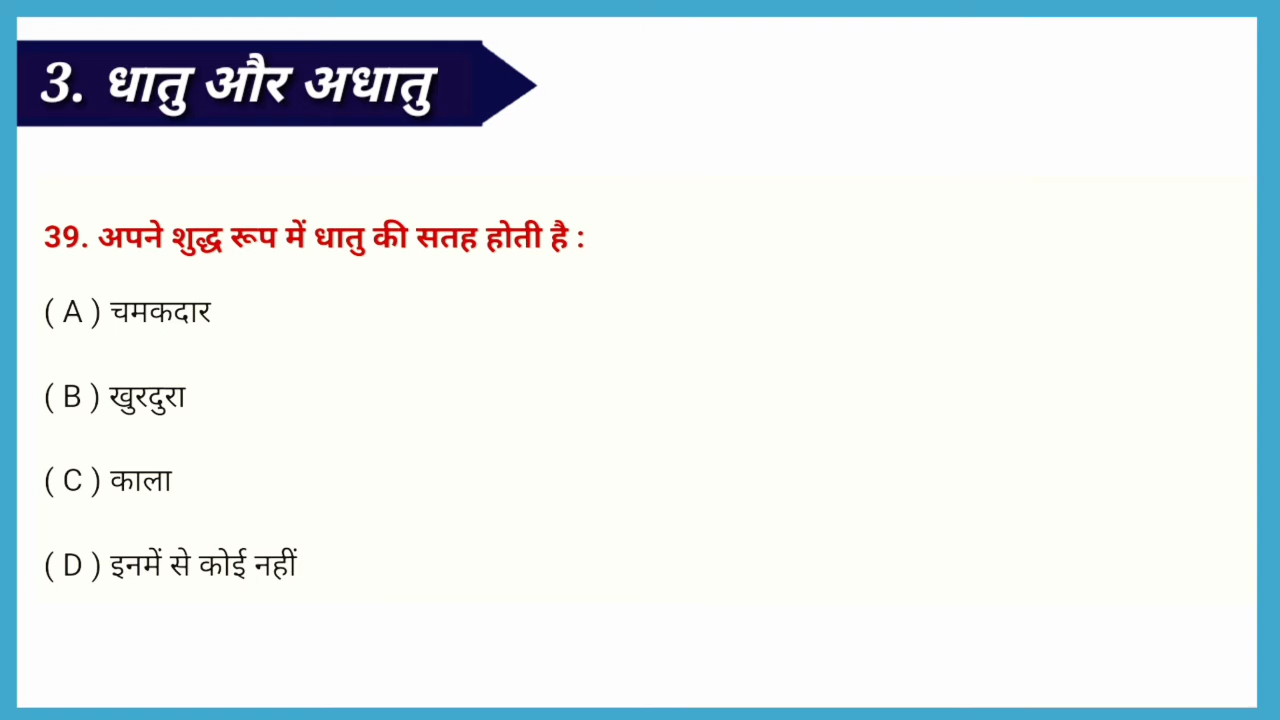 3. धातु और अधातु
39. अपने शुद्ध रूप में धातु की सतह होती है :
( A ) चमकदार
( B ) खुरदुरा
( C ) काला
( D ) इनमें से कोई नहीं